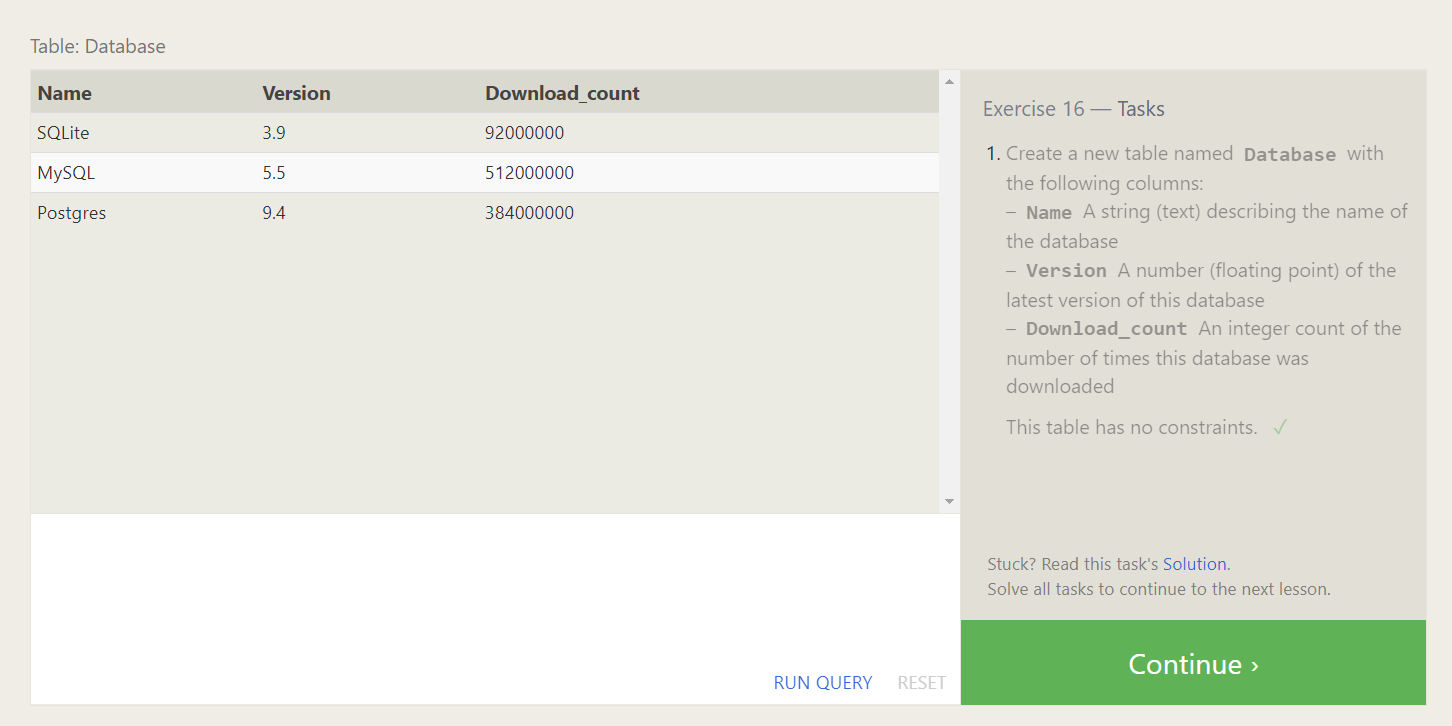 Table: Database
Name Version Download_count
SQLite 3.9 92000000
MySQL 5.5 512000000
Postgres 9.4 384000000
RUN QUERY RESET
Exercise 16 — Tasks
1. Create a new table named Database with
the following columns:
– Name A string (text) describing the name of
the database
– Version A number (floating point) of the
latest version of this database
– Download_count An integer count of the
number of times this database was
downloaded
This table has no constraints. ✓
Stuck? Read this task's Solution.
Solve all tasks to continue to the next lesson.
Continue ›